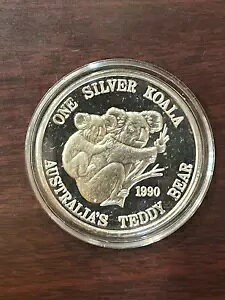 ONE SILVER KOALA
1990
AUSTRALIA'S TEDDY BEAR